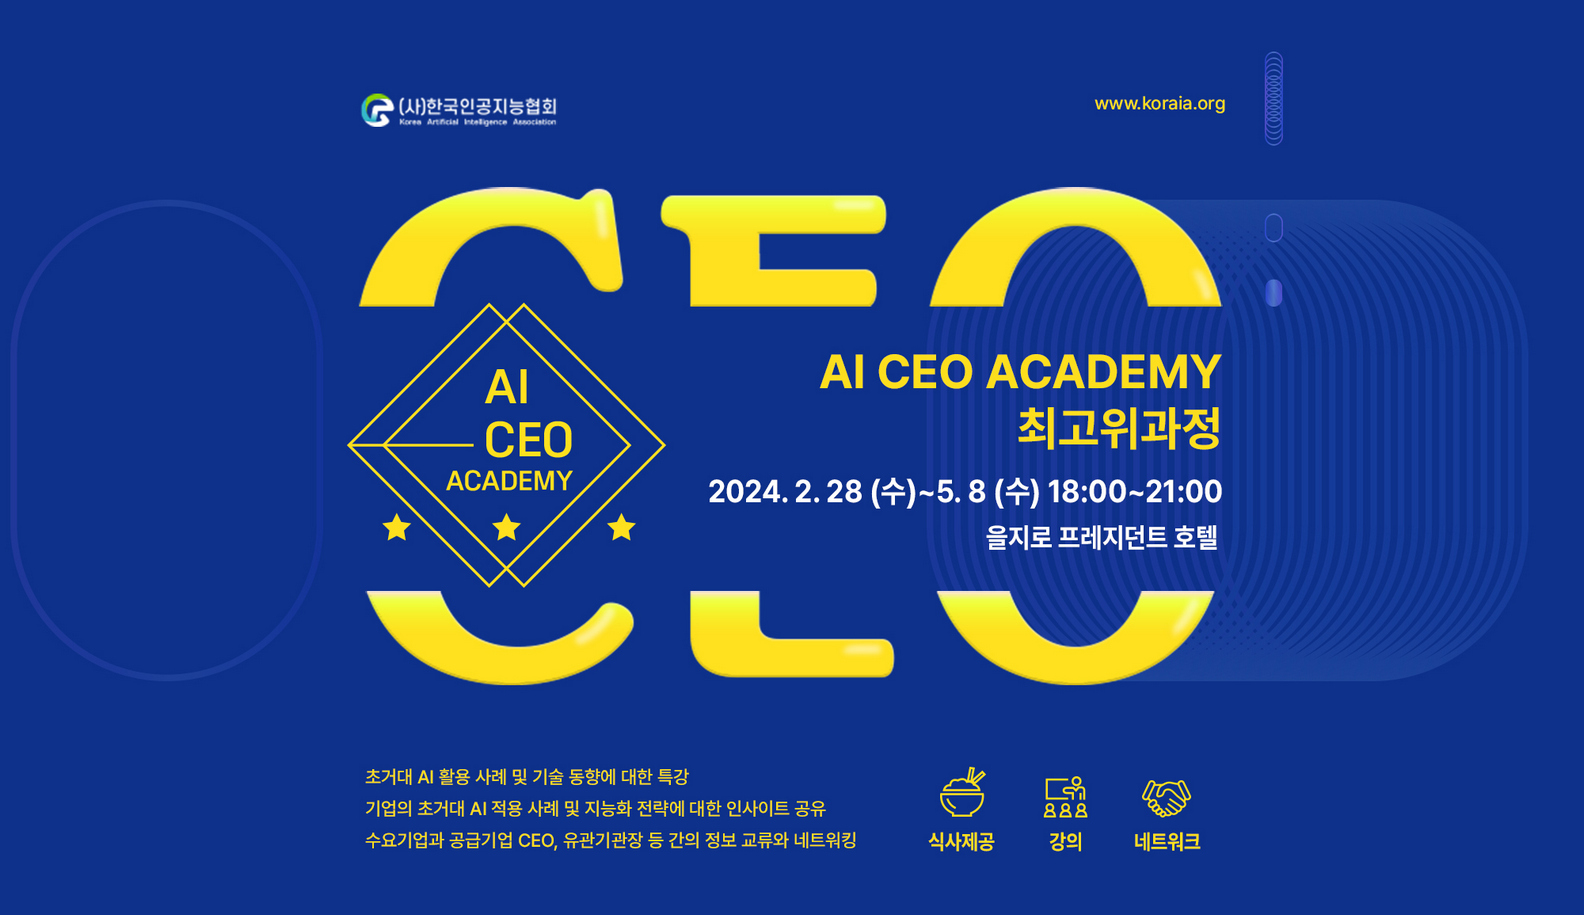 (사)한국인공지능협회
Korea Artificial Intelligence Association
www.koraia.org
CEO
AI
CEO
ACADEMY
AI CEO ACADEMY
최고위과정
2024. 2. 28 (수)~5. 8 (수) 18:00~21:00
을지로 프레지던트 호텔
초거대 AI 활용 사례 및 기술 동향에 대한 특강
기업의 초거대 AI 적용 사례 및 지능화 전략에 대한 인사이트 공유
수요기업과 공급기업 CEO, 유관기관장 등 간의 정보 교류와 네트워킹
식사제공
강의
네트워크